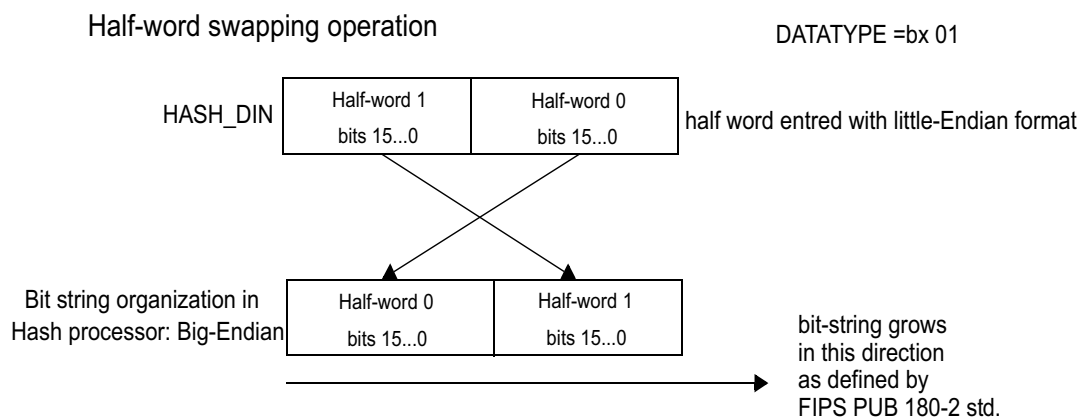 Half-word swapping operation
DATATYPE =bx 01
HASH_DIN
Half-word 1
bits 15...0
Half-word 0
bits 15...0
half word entred with little-Endian format
Bit string organization in
Hash processor: Big-Endian
Half-word 0
bits 15...0
Half-word 1
bits 15...0
bit-string grows
in this direction
as defined by
FIPS PUB 180-2 std.